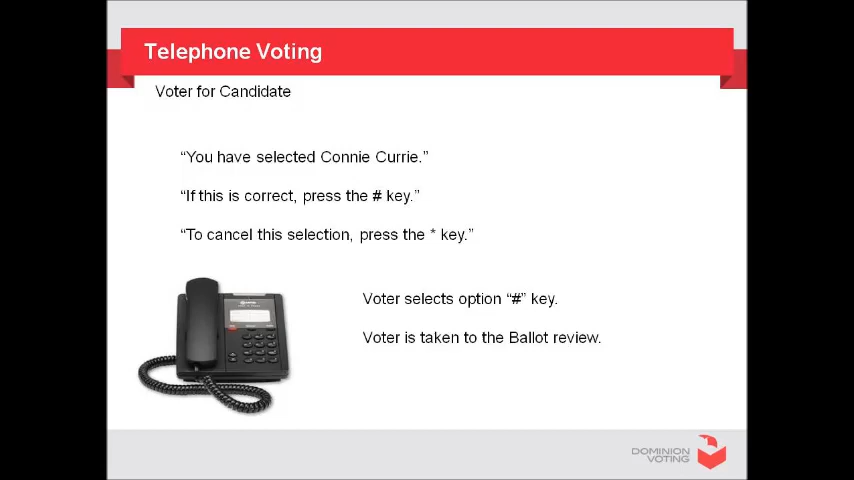 Telephone Voting
Voter for Candidate
“You have selected Connie Currie.”
“If this is correct, press the # key.”
“To cancel this selection, press the * key.”
Voter selects option “#” key.
Voter is taken to the Ballot review.
DOMINION
VOTING